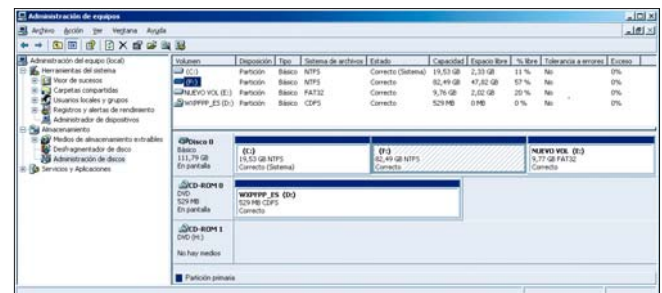 Administración de equipos
Archivo Acción Ver Ventana Ayuda
Administración del equipo (local)
Herramientas del sistema
Visor de sucesos
Carpetas compartidas
Usuarios locales y grupos
Registros y alertas de rendimiento
Administrador de dispositivos
Almacenamiento
Medios de almacenamiento extraíbles
Desfragmentador de disco
Administración de discos
Servicios y Aplicaciones
Volumen Disposición Tipo Sistema de archivos Estado Capacidad Espacio libre % libre Tolerancia a errores Exceso
(C:) Partición Básico NTFS Correcto (Sistema) 19,53 GB 2,33 GB 11 % No 0%
(F:) Partición Básico NTFS Correcto 82,49 GB 47,82 GB 57 % No 0%
NUEVO VOL (E:) Partición Básico FAT32 Correcto 9,76 GB 2,02 GB 20 % No 0%
WXPFPP_ES (D:) Partición Básico CDFS Correcto 529 MB 0 MB 0 % No 0%
Disco 0
Básico
111,79 GB
En pantalla
(C:)
19,53 GB NTFS
Correcto (Sistema)
(F:)
82,49 GB NTFS
Correcto
NUEVO VOL (E:)
9,77 GB FAT32
Correcto
CD-ROM 0
DVD
529 MB
En pantalla
WXPFPP_ES (D:)
529 MB CDFS
Correcto
CD-ROM 1
DVD (H:)
No hay medios
Partición primaria